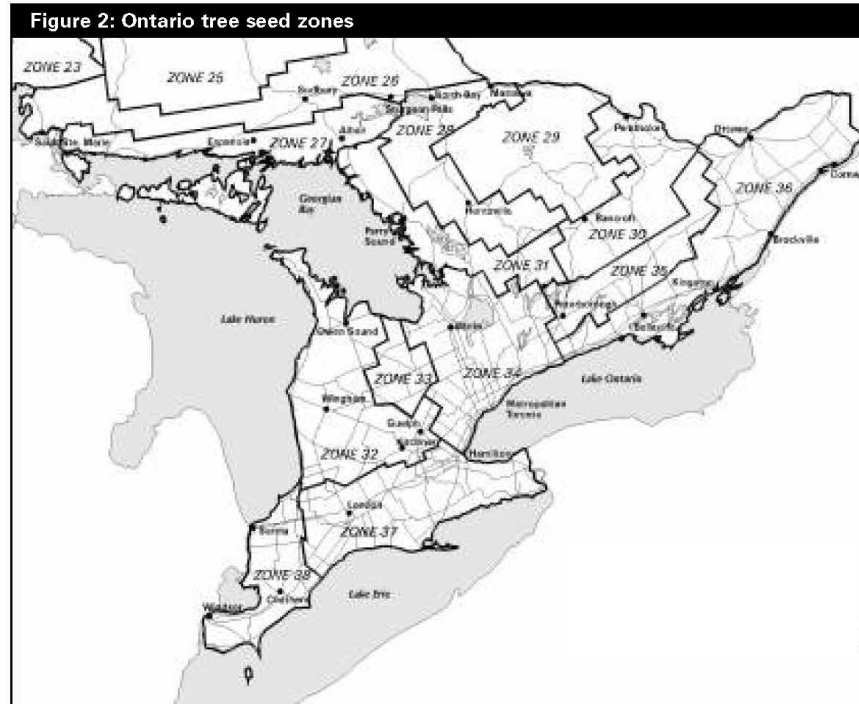 Figure 2: Ontario tree seed zones
ZONE 23
ZONE 25
ZONE 26
Sudbury
North Bay
Mattawa
Sturgeon Falls
Sault Ste. Marie
Espanola
ZONE 27
Alban
ZONE 28
ZONE 29
Pembroke
Ottawa
ZONE 36
Georgian
Bay
Parry
Sound
Huntsville
Bancroft
ZONE 30
Brockville
ZONE 31
ZONE 35
Kingston
Peterborough
Belleville
Lake Huron
Owen Sound
Barrie
ZONE 33
ZONE 34
Lake Ontario
Wingham
Metropolitan
Toronto
Guelph
Kitchener
ZONE 32
Hamilton
London
Sarnia
ZONE 37
ZONE 38
Chatham
Lake Erie
Windsor